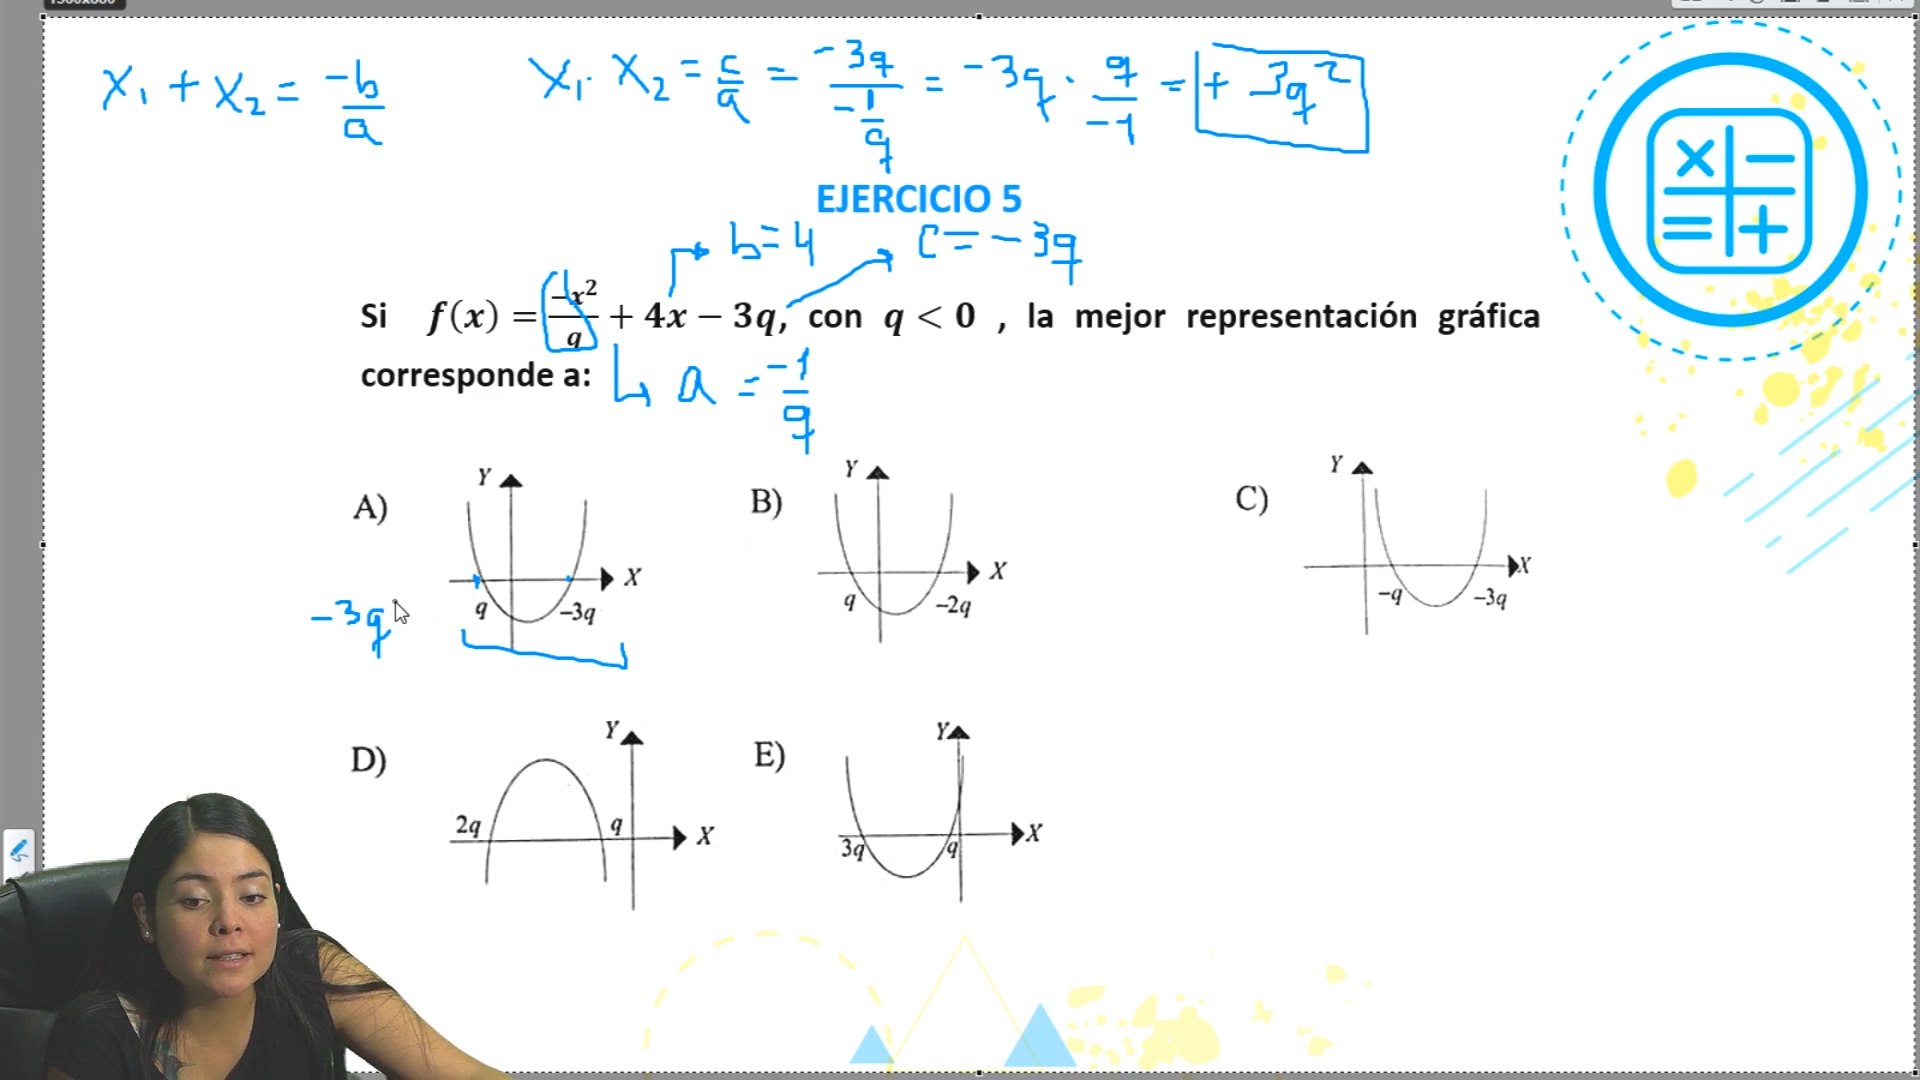 x₁ + x₂ = -b/a
x₁ · x₂ = c/a = -3q/(-1/q) = -3q · q/-1 = + 3q²
EJERCICIO 5
b = 4
c = -3q
Si f(x) = -x²/q + 4x − 3q, con q < 0 , la mejor representación gráfica
corresponde a:
a = -1/q
A)
Y
X
q
−3q
-3q
B)
Y
X
q
−2q
C)
Y
X
−q
−3q
D)
Y
X
2q
q
E)
Y
X
3q
q